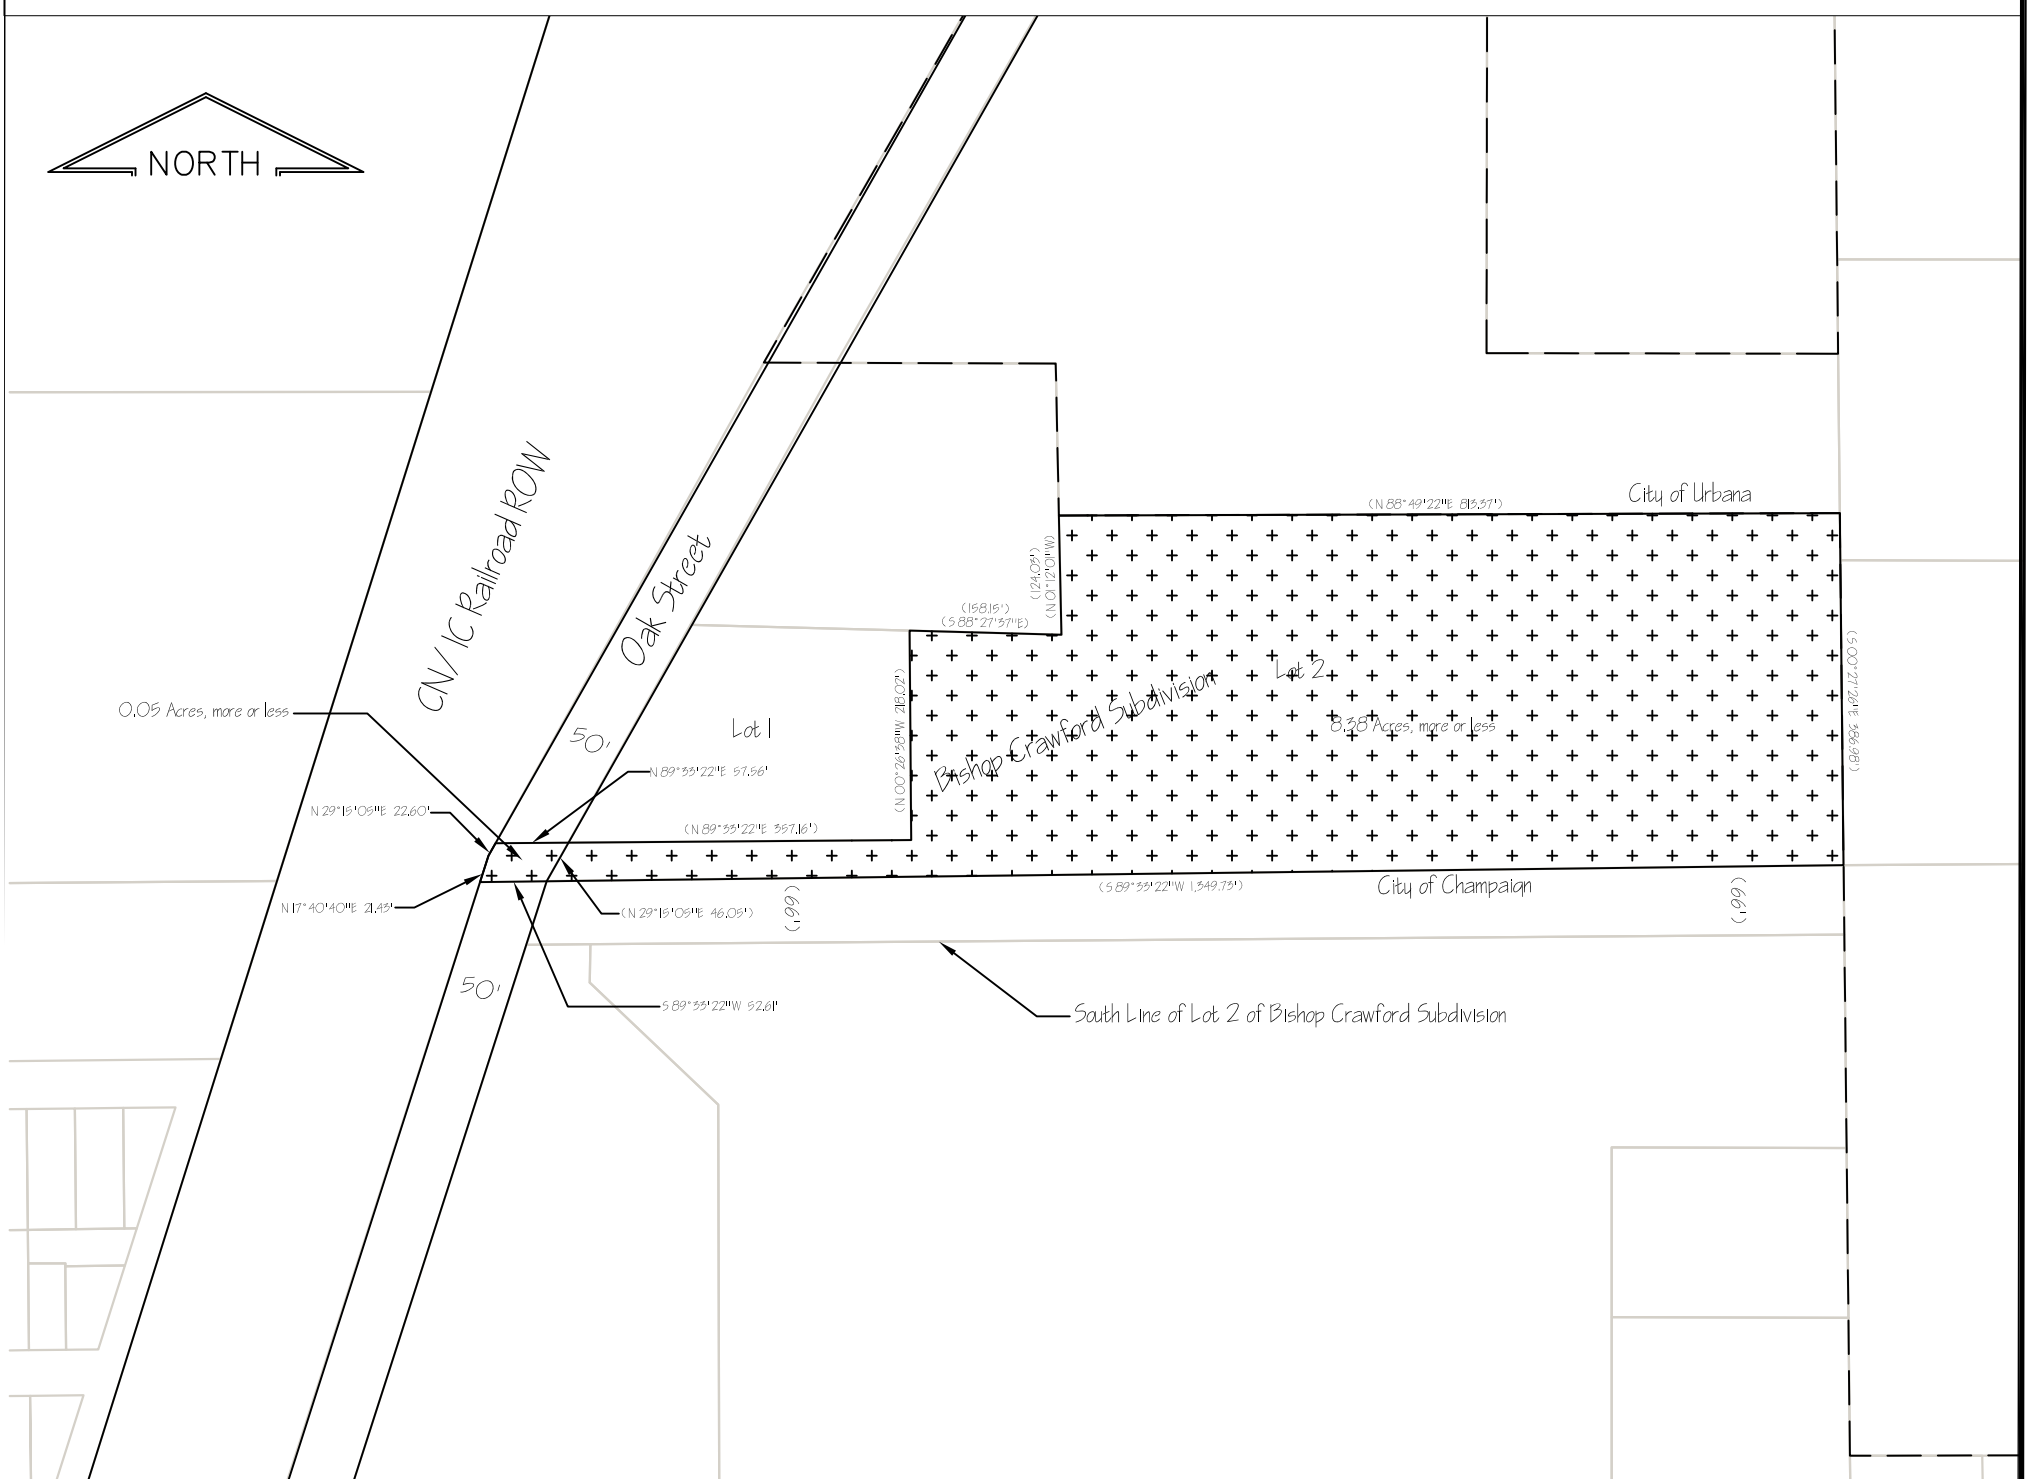 NORTH
CN/IC Railroad ROW
Oak Street
City of Urbana
(N 88°49'22"E 813.37')
(124.03')
(N 01°12'01"W)
(158.15')
(S 88°27'37"E)
(S 00°27'26"E 386.98')
Lot 2
Bishop Crawford Subdivision
8.38 Acres, more or less
(N 00°26'38"W 218.02')
0.05 Acres, more or less
Lot 1
50'
N 89°33'22"E 57.56'
N 29°15'05"E 22.60'
(N 89°33'22"E 357.16')
(S 89°33'22"W 1,349.73')
City of Champaign
(66')
(66')
N 17°40'40"E 21.43'
(N 29°15'05"E 46.05')
50'
S 89°33'22"W 52.61'
South Line of Lot 2 of Bishop Crawford Subdivision